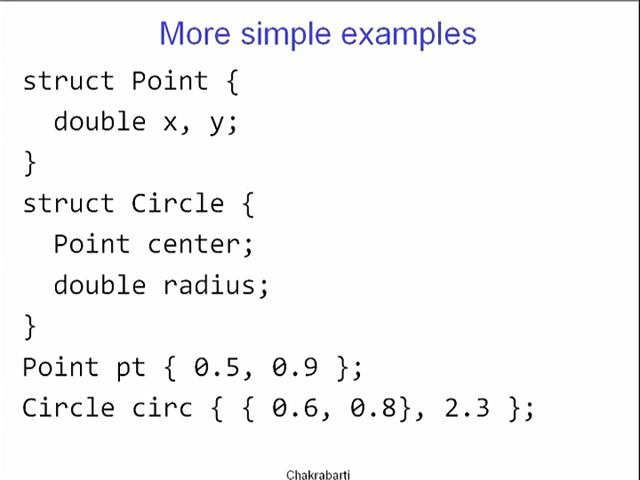 More simple examples
struct Point {
  double x, y;
}
struct Circle {
  Point center;
  double radius;
}
Point pt { 0.5, 0.9 };
Circle circ { { 0.6, 0.8}, 2.3 };
Chakrabarti